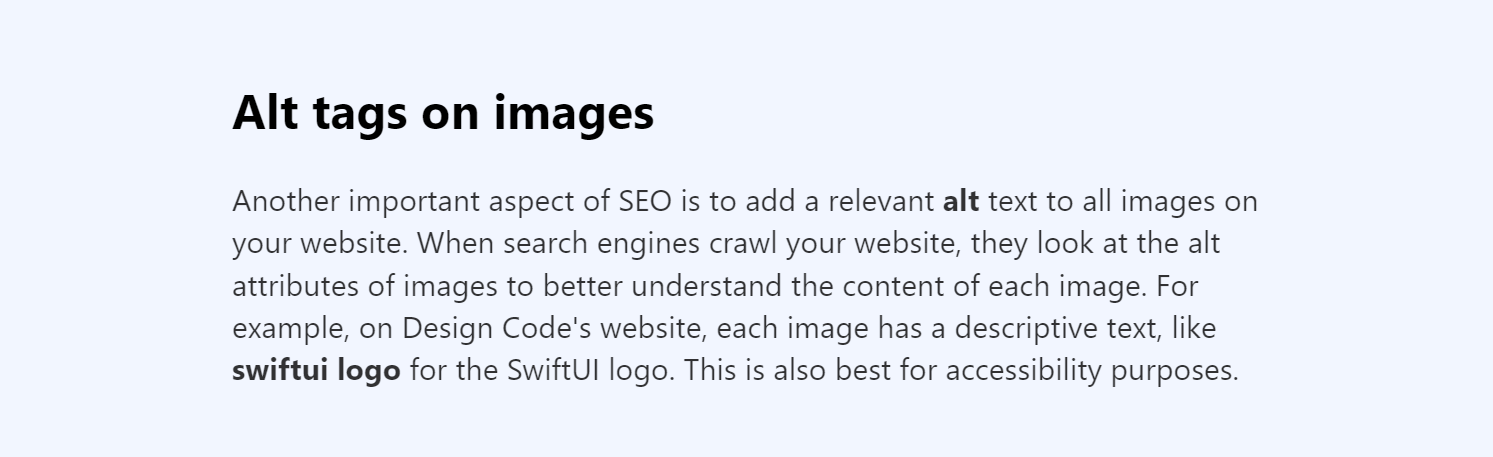 Alt tags on images
Another important aspect of SEO is to add a relevant alt text to all images on
your website. When search engines crawl your website, they look at the alt
attributes of images to better understand the content of each image. For
example, on Design Code's website, each image has a descriptive text, like
swiftui logo for the SwiftUI logo. This is also best for accessibility purposes.